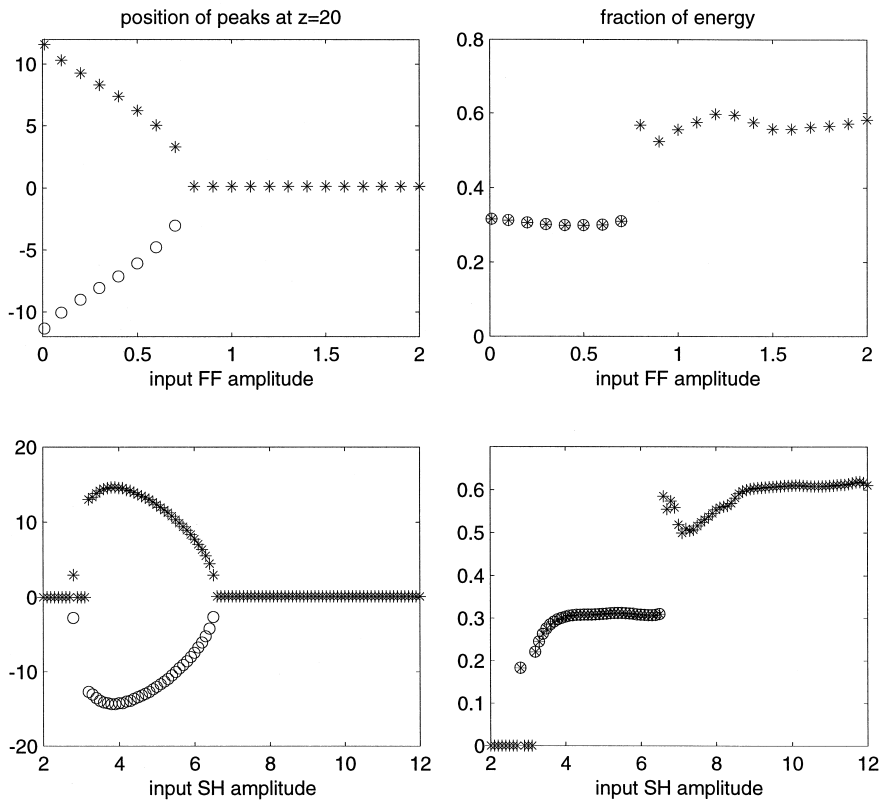 position of peaks at z=20
fraction of energy
10
5
0
-5
-10
0 0.5 1 1.5 2
input FF amplitude
0.8
0.6
0.4
0.2
0
0 0.5 1 1.5 2
input FF amplitude
20
10
0
-10
-20
2 4 6 8 10 12
input SH amplitude
0.6
0.5
0.4
0.3
0.2
0.1
0
2 4 6 8 10 12
input SH amplitude